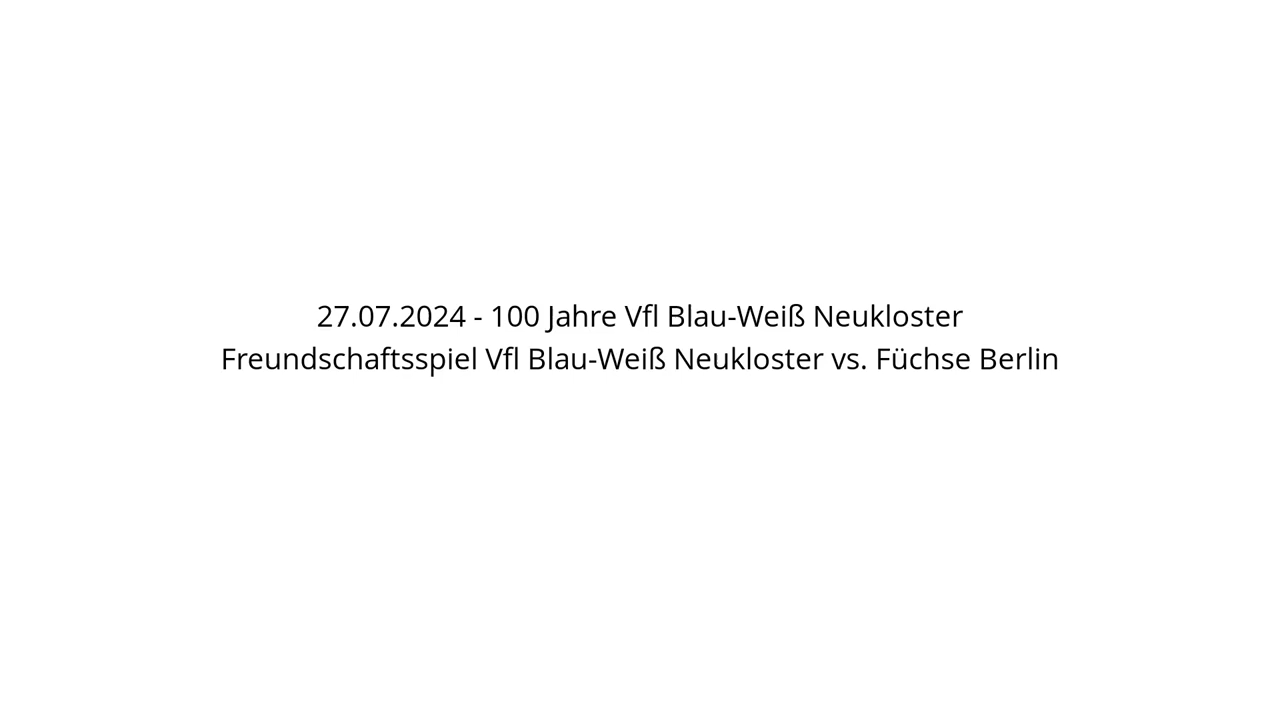 27.07.2024 - 100 Jahre Vfl Blau-Weiß Neukloster
Freundschaftsspiel Vfl Blau-Weiß Neukloster vs. Füchse Berlin